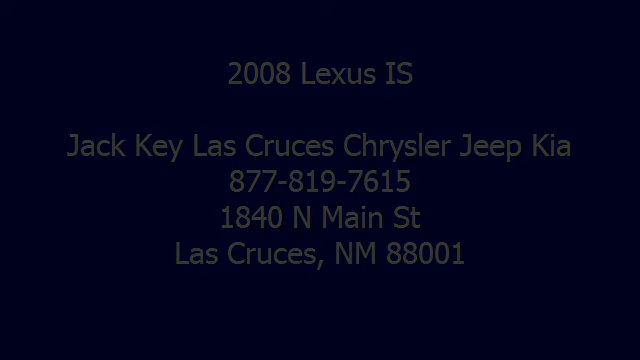 2008 Lexus IS
Jack Key Las Cruces Chrysler Jeep Kia
877-819-7615
1840 N Main St
Las Cruces, NM 88001